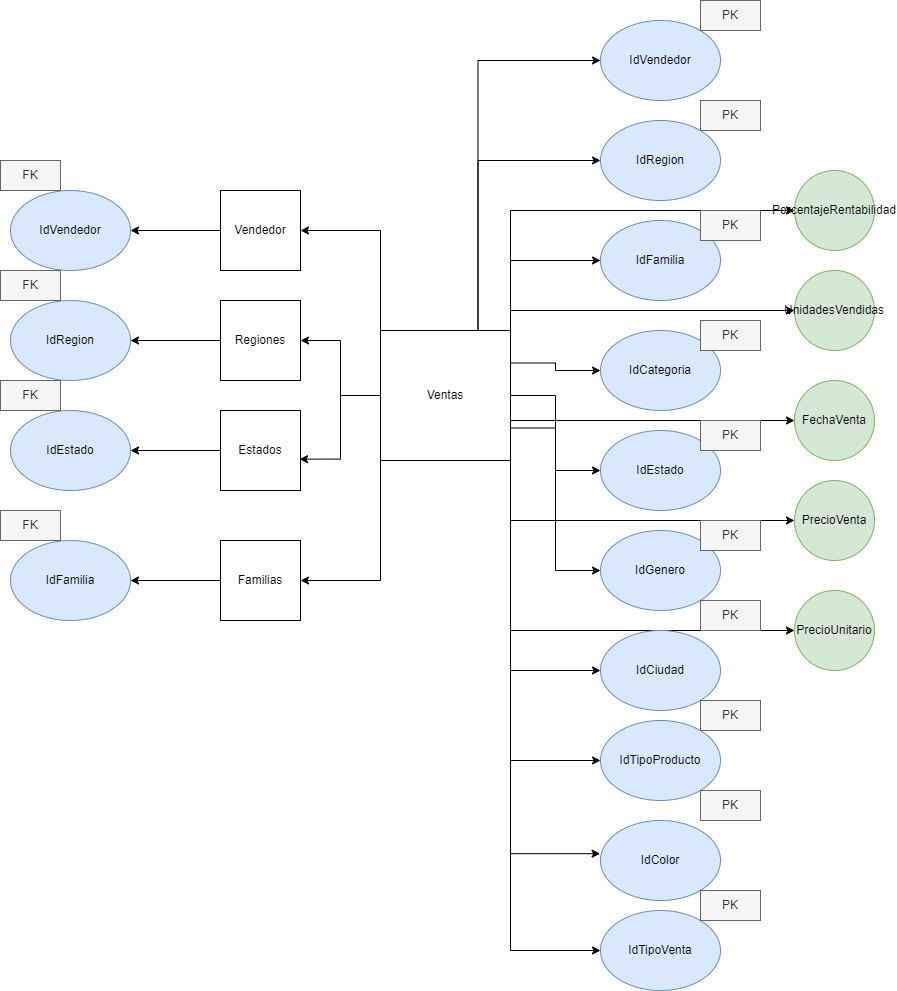 PK
IdVendedor
PK
IdRegion
FK
IdVendedor
Vendedor
PK
IdFamilia
PorcentajeRentabilidad
FK
IdRegion
Regiones
UnidadesVendidas
PK
IdCategoria
FK
IdEstado
Estados
Ventas
PK
IdEstado
FechaVenta
FK
IdFamilia
Familias
PK
IdGenero
PrecioVenta
PK
IdCiudad
PrecioUnitario
PK
IdTipoProducto
PK
IdColor
PK
IdTipoVenta